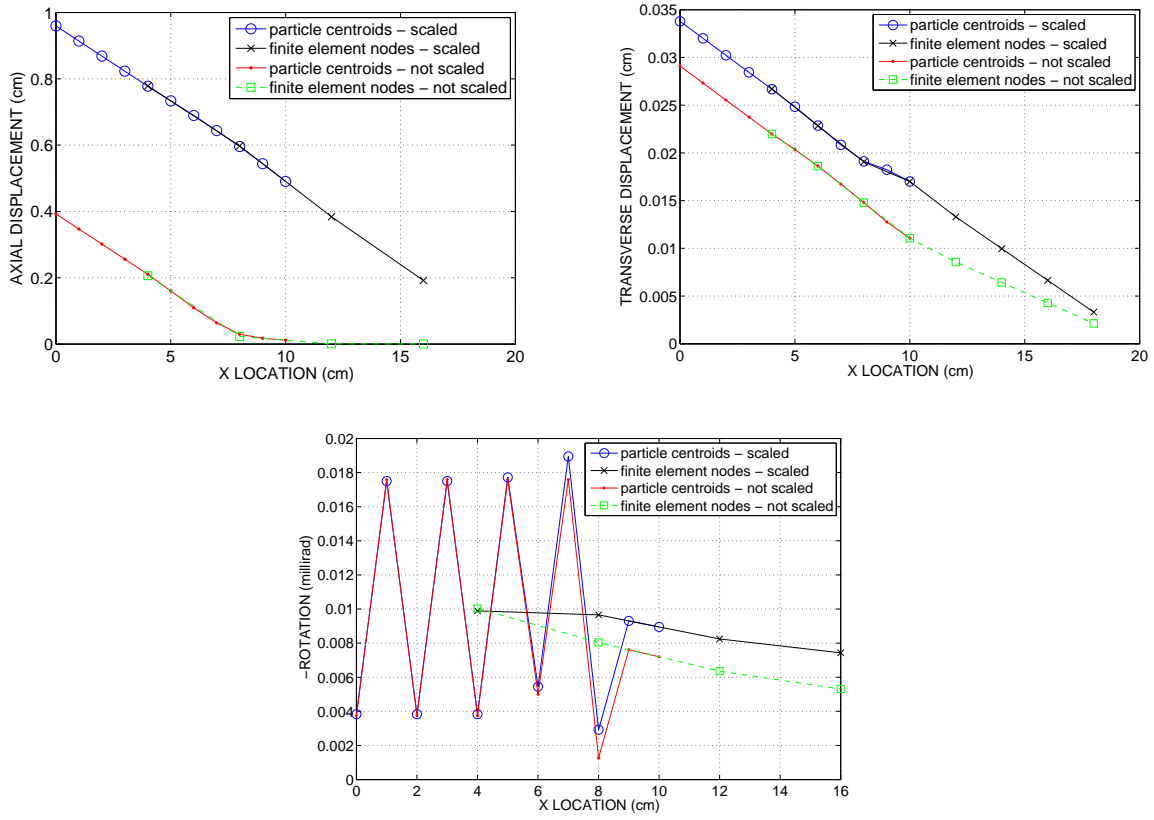 1
0.8
0.6
0.4
0.2
0
0
5
10
15
20
AXIAL DISPLACEMENT (cm)
X LOCATION (cm)
particle centroids − scaled
finite element nodes − scaled
particle centroids − not scaled
finite element nodes − not scaled
0.035
0.03
0.025
0.02
0.015
0.01
0.005
0
0
5
10
15
20
TRANSVERSE DISPLACEMENT (cm)
X LOCATION (cm)
particle centroids − scaled
finite element nodes − scaled
particle centroids − not scaled
finite element nodes − not scaled
0.02
0.018
0.016
0.014
0.012
0.01
0.008
0.006
0.004
0.002
0
0
2
4
6
8
10
12
14
16
−ROTATION (millirad)
X LOCATION (cm)
particle centroids − scaled
finite element nodes − scaled
particle centroids − not scaled
finite element nodes − not scaled